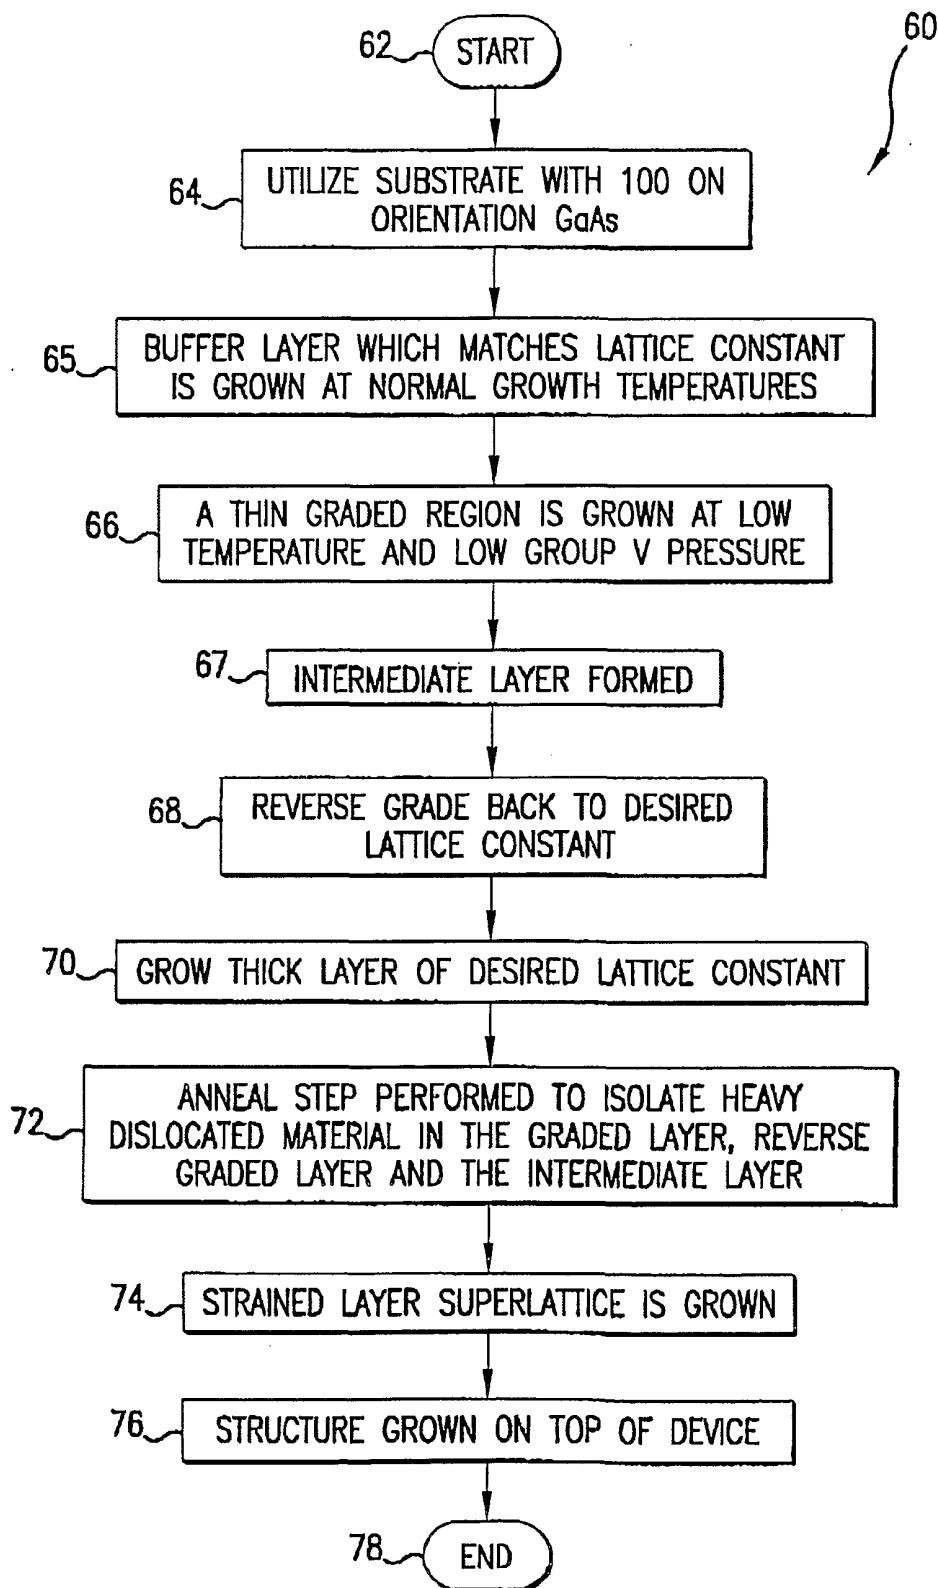 60
62 START
64 UTILIZE SUBSTRATE WITH 100 ON
ORIENTATION GaAs
65 BUFFER LAYER WHICH MATCHES LATTICE CONSTANT
IS GROWN AT NORMAL GROWTH TEMPERATURES
66 A THIN GRADED REGION IS GROWN AT LOW
TEMPERATURE AND LOW GROUP V PRESSURE
67 INTERMEDIATE LAYER FORMED
68 REVERSE GRADE BACK TO DESIRED
LATTICE CONSTANT
70 GROW THICK LAYER OF DESIRED LATTICE CONSTANT
72 ANNEAL STEP PERFORMED TO ISOLATE HEAVY
DISLOCATED MATERIAL IN THE GRADED LAYER, REVERSE
GRADED LAYER AND THE INTERMEDIATE LAYER
74 STRAINED LAYER SUPERLATTICE IS GROWN
76 STRUCTURE GROWN ON TOP OF DEVICE
78 END